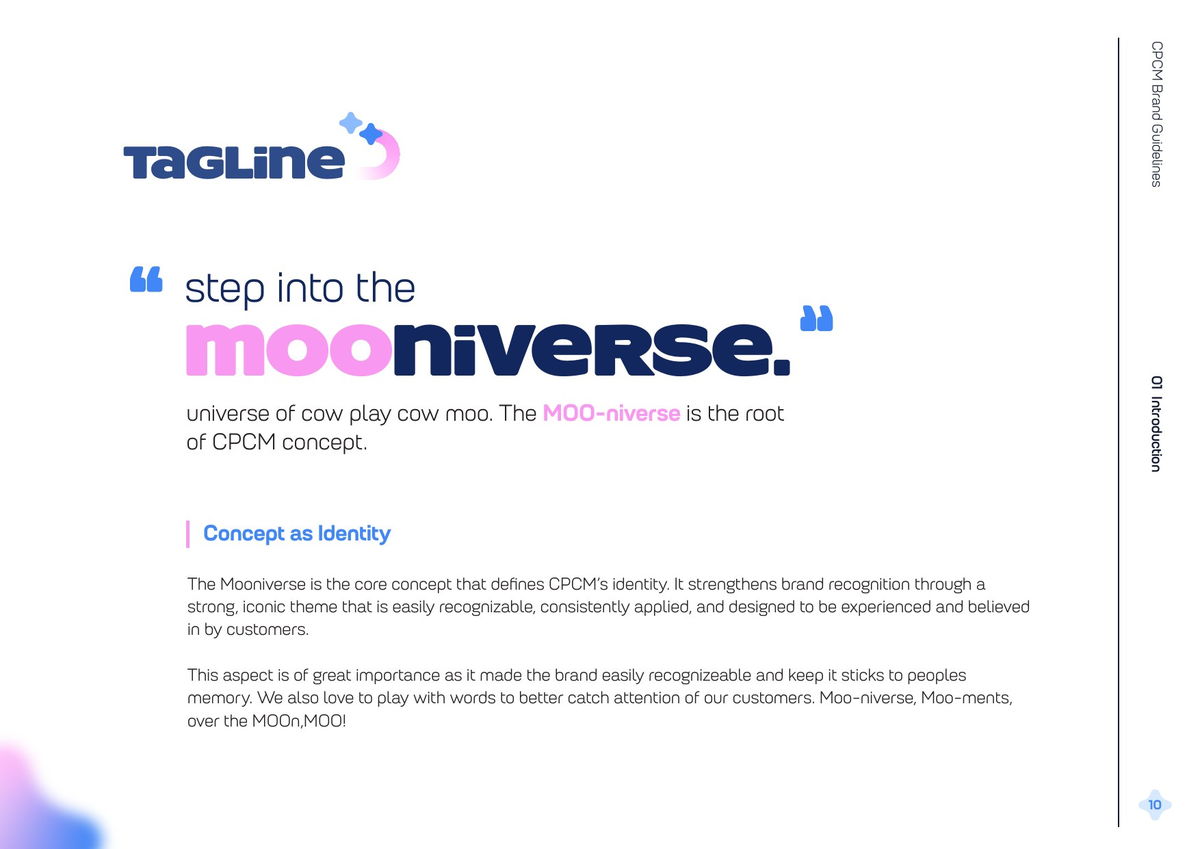 TaGLine
“ step into the
mooniveRse. ”
universe of cow play cow moo. The MOO-niverse is the root
of CPCM concept.
Concept as Identity
The Mooniverse is the core concept that defines CPCM’s identity. It strengthens brand recognition through a
strong, iconic theme that is easily recognizable, consistently applied, and designed to be experienced and believed
in by customers.
This aspect is of great importance as it made the brand easily recognizeable and keep it sticks to peoples
memory. We also love to play with words to better catch attention of our customers. Moo-niverse, Moo-ments,
over the MOOn,MOO!
CPCM Brand Guidelines
01 Introduction
10